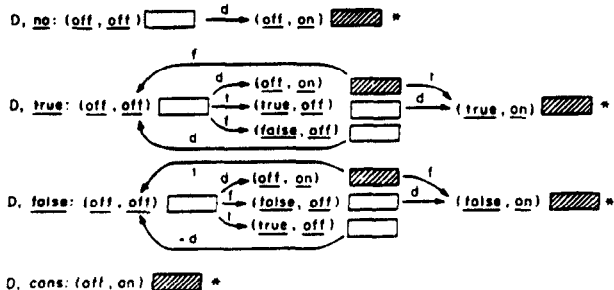 D, no: (off, off) d (off, on) *
f
d (off, on) t
D, true: (off, off) t (true, off) d (true, on) *
f (false, off)
d
t
d (off, on) f
D, false: (off, off) f (false, off) d (false, on) *
t (true, off)
- d
D, cons: (off, on) *